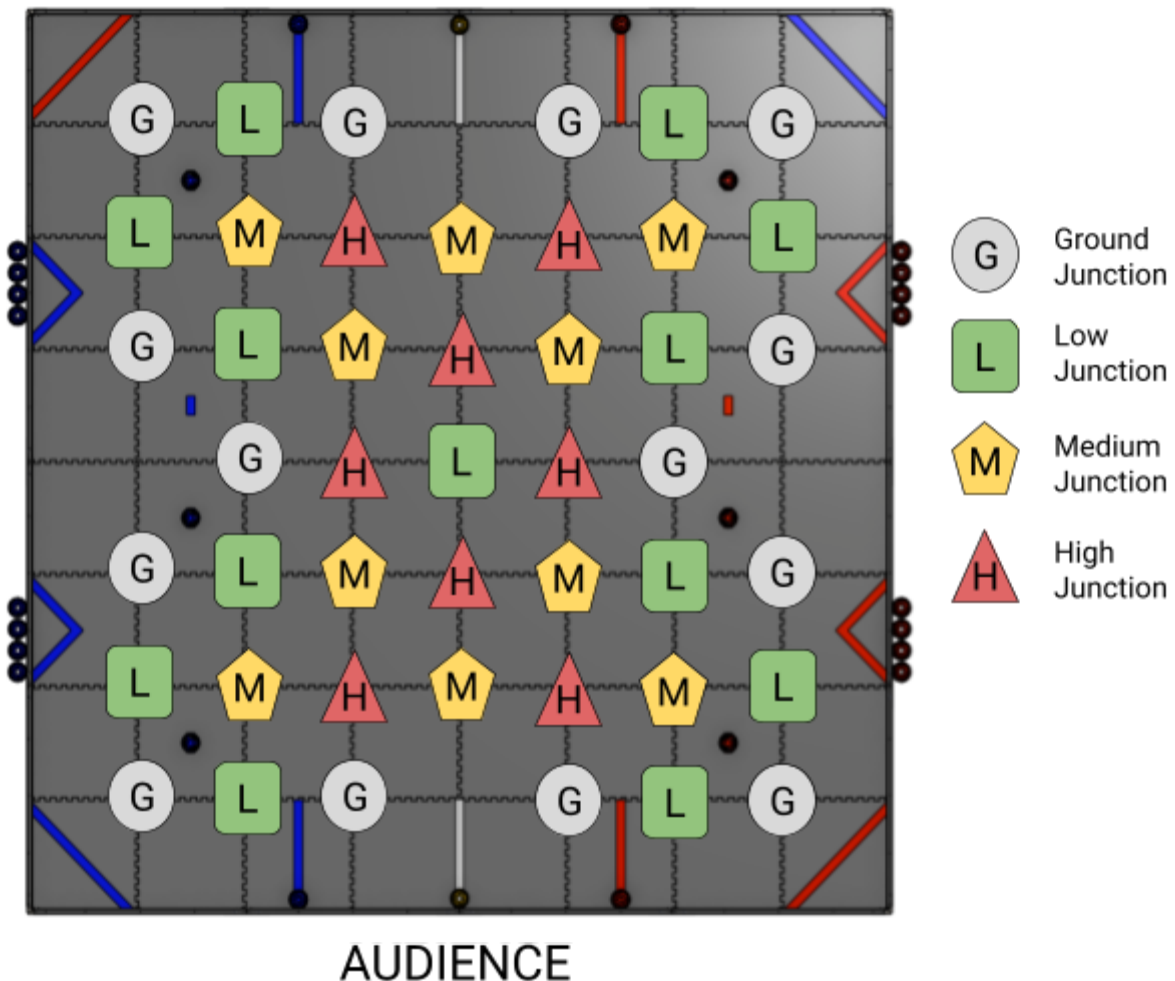 G L G G L G
L M H M H M L
G L M H M L G
G H L H G
G L M H M L G
L M H M H M L
G L G G L G
G Ground
Junction
L Low
Junction
M Medium
Junction
H High
Junction
AUDIENCE